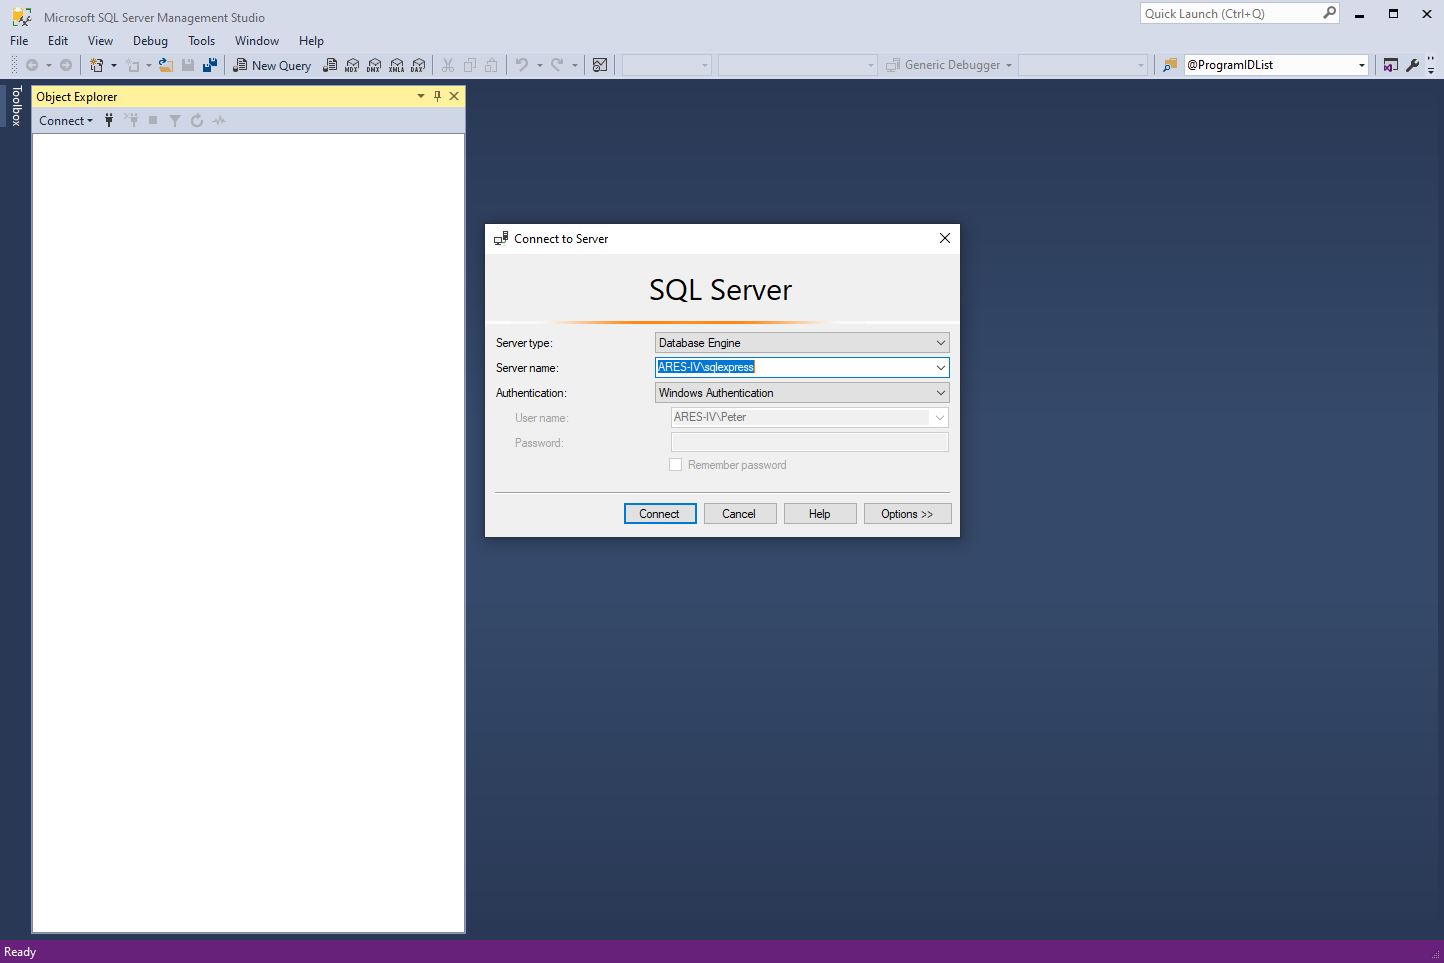 Microsoft SQL Server Management Studio
Quick Launch (Ctrl+Q)
File Edit View Debug Tools Window Help
New Query
MDX DMX XMLA DAX
Generic Debugger
@ProgramIDList
Toolbox
Object Explorer
Connect
Connect to Server
SQL Server
Server type: Database Engine
Server name: ARES-IV\sqlexpress
Authentication: Windows Authentication
User name: ARES-IV\Peter
Password:
Remember password
Connect Cancel Help Options >>
Ready